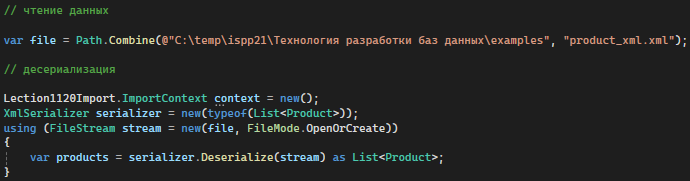 // чтение данных
var file = Path.Combine(@"C:\temp\ispp21\Технология разработки баз данных\examples", "product_xml.xml");
// десериализация
Lection1120Import.ImportContext context = new();
XmlSerializer serializer = new(typeof(List<Product>));
using (FileStream stream = new(file, FileMode.OpenOrCreate))
{
    var products = serializer.Deserialize(stream) as List<Product>;
}